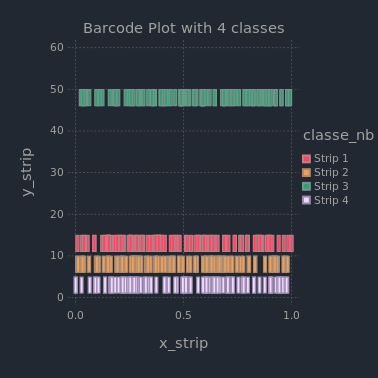 Barcode Plot with 4 classes
60
50
40
30
20
10
0
y_strip
0.0
0.5
1.0
x_strip
classe_nb
Strip 1
Strip 2
Strip 3
Strip 4